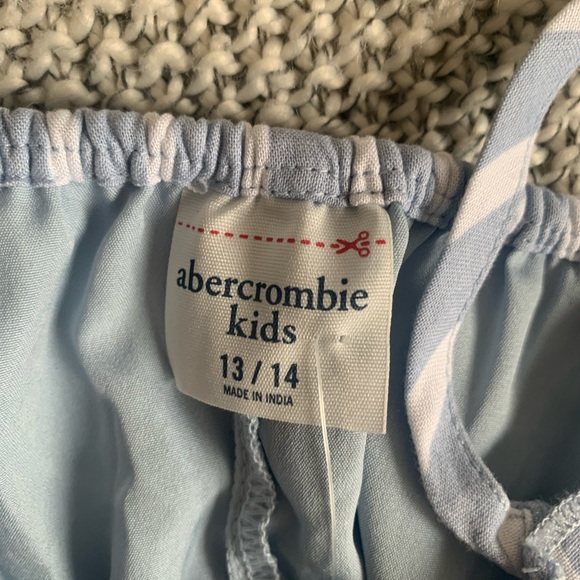 abercrombie
kids
13 / 14
MADE IN INDIA